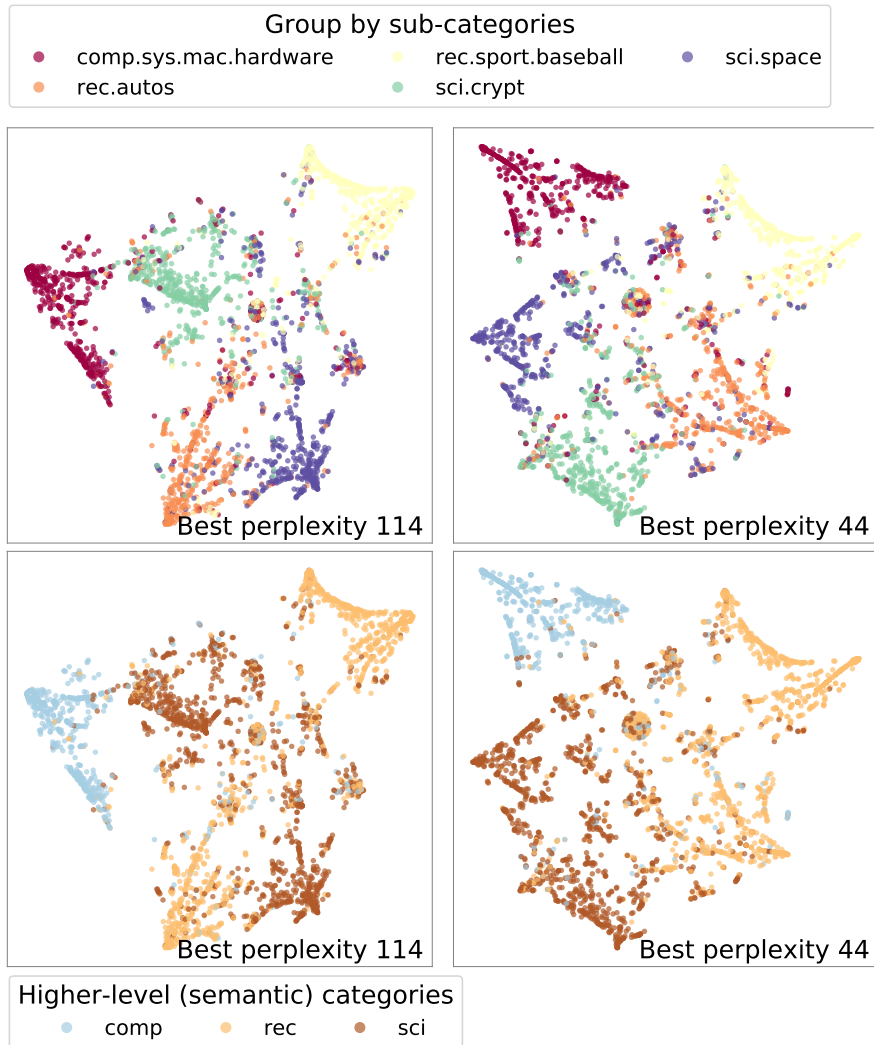 Group by sub-categories
comp.sys.mac.hardware rec.sport.baseball sci.space
rec.autos sci.crypt
Best perplexity 114 Best perplexity 44
Best perplexity 114 Best perplexity 44
Higher-level (semantic) categories
comp rec sci